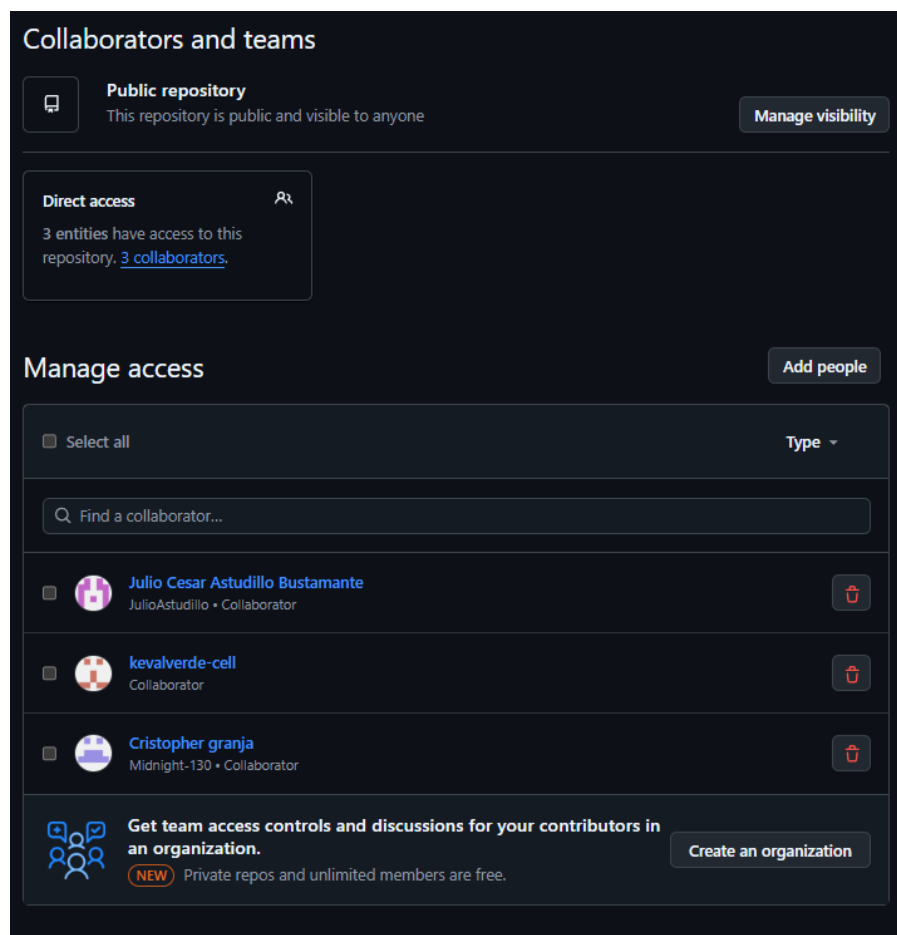 Collaborators and teams
Public repository
This repository is public and visible to anyone
Manage visibility
Direct access
3 entities have access to this
repository. 3 collaborators.
Manage access
Add people
Select all
Type
Find a collaborator...
Julio Cesar Astudillo Bustamante
JulioAstudillo • Collaborator
kevalverde-cell
Collaborator
Cristopher granja
Midnight-130 • Collaborator
Get team access controls and discussions for your contributors in
an organization.
NEW Private repos and unlimited members are free.
Create an organization